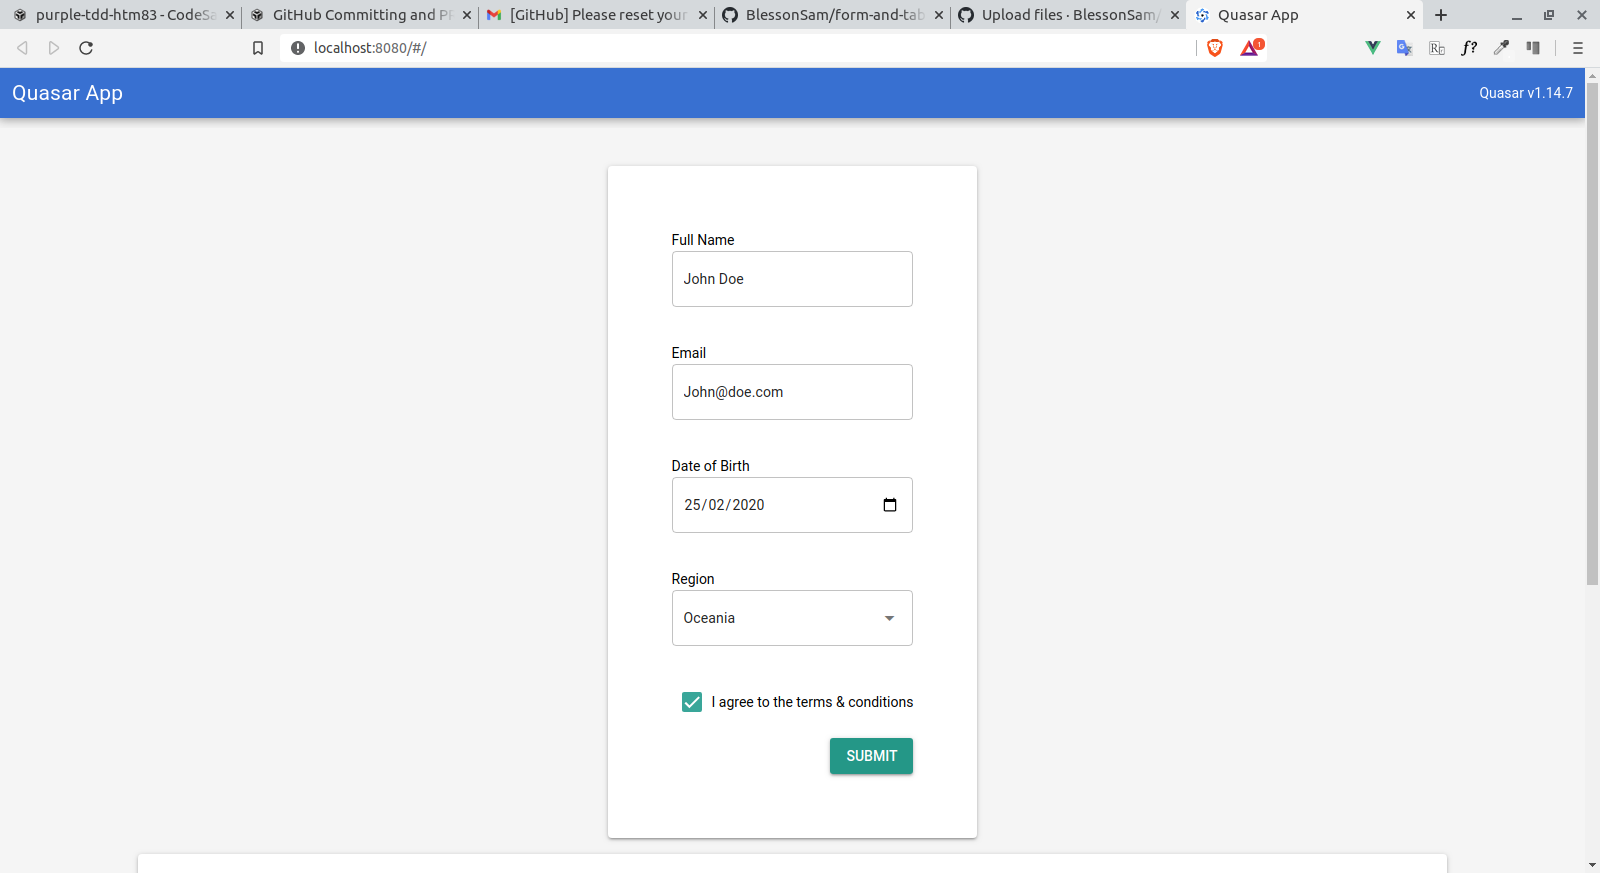 purple-tdd-htm83 - CodeSa
GitHub Committing and PR
[GitHub] Please reset your
BlessonSam/form-and-tab
Upload files · BlessonSam/
Quasar App
localhost:8080/#/
Quasar App
Quasar v1.14.7
Full Name
John Doe
Email
John@doe.com
Date of Birth
25/02/2020
Region
Oceania
I agree to the terms & conditions
SUBMIT